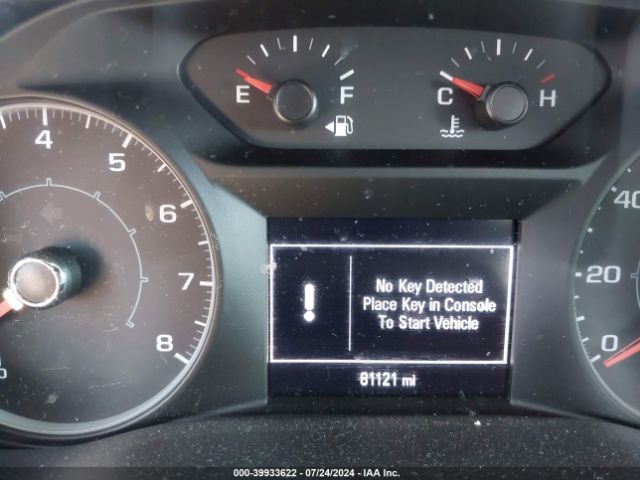 E F
C H
4
5
6
7
8
0
40
20
0
No Key Detected
Place Key in Console
To Start Vehicle
81121 mi
000-39933622 - 07/24/2024 - IAA Inc.